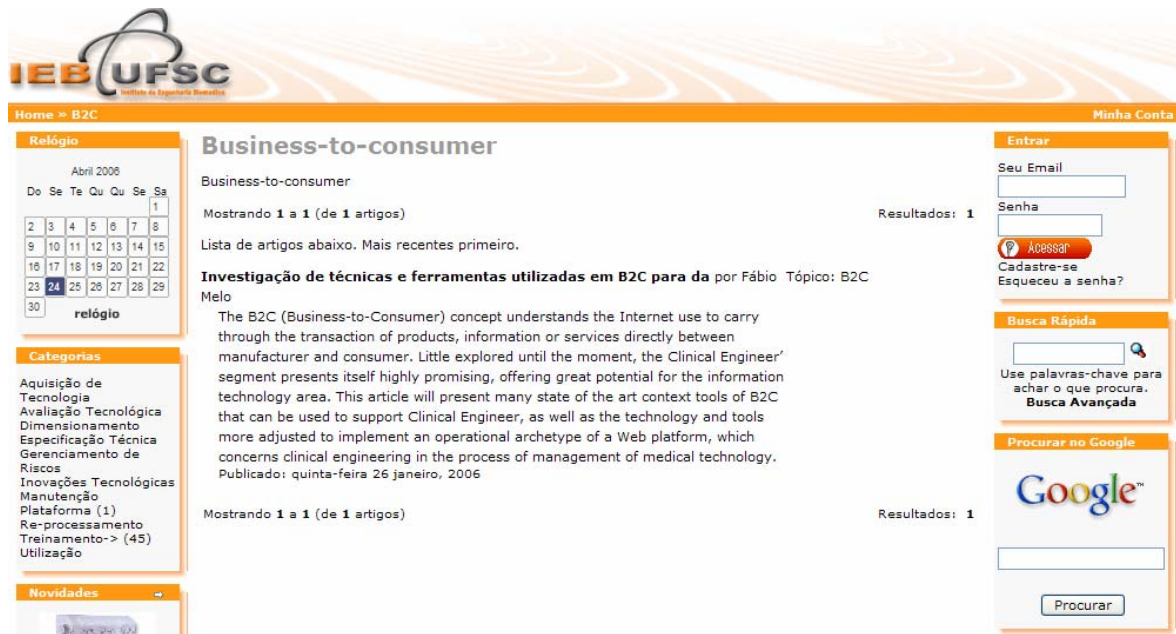 IEB UFSC
Instituto de Engenharia Biomédica
Home » B2C
Minha Conta
Relógio
Abril 2006
Do Se Te Qu Qu Se Sa
1
2 3 4 5 6 7 8
9 10 11 12 13 14 15
16 17 18 19 20 21 22
23 24 25 26 27 28 29
30
relógio
Categorias
Aquisição de
Tecnologia
Avaliação Tecnológica
Dimensionamento
Especificação Técnica
Gerenciamento de
Riscos
Inovações Tecnológicas
Manutenção
Plataforma (1)
Re-processamento
Treinamento-> (45)
Utilização
Novidades
Business-to-consumer
Business-to-consumer
Mostrando 1 a 1 (de 1 artigos) Resultados: 1
Lista de artigos abaixo. Mais recentes primeiro.
Investigação de técnicas e ferramentas utilizadas em B2C para da por Fábio Tópico: B2C
Melo
The B2C (Business-to-Consumer) concept understands the Internet use to carry
through the transaction of products, information or services directly between
manufacturer and consumer. Little explored until the moment, the Clinical Engineer´
segment presents itself highly promising, offering great potential for the information
technology area. This article will present many state of the art context tools of B2C
that can be used to support Clinical Engineer, as well as the technology and tools
more adjusted to implement an operational archetype of a Web platform, which
concerns clinical engineering in the process of management of medical technology.
Publicado: quinta-feira 26 janeiro, 2006
Mostrando 1 a 1 (de 1 artigos) Resultados: 1
Entrar
Seu Email
Senha
Acessar
Cadastre-se
Esqueceu a senha?
Busca Rápida
Use palavras-chave para
achar o que procura.
Busca Avançada
Procurar no Google
Google™
Procurar